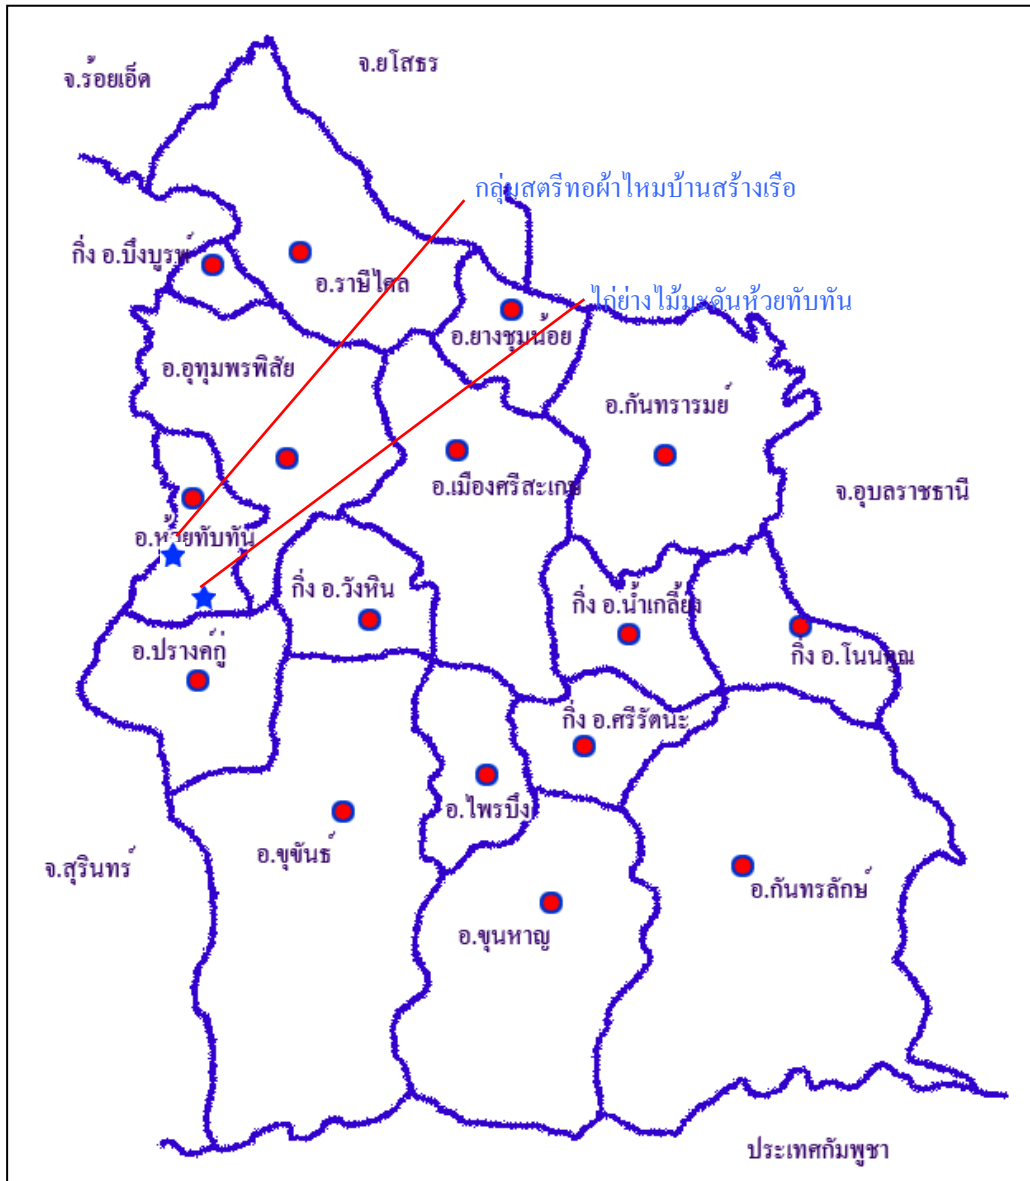 จ.ยโสธร
จ.ร้อยเอ็ด
กลุ่มสตรีทอผ้าไหมบ้านสร้างเรือ
กิ่ง อ.บึงบูรพ์
อ.ราษีไศล
ไก่ย่างไม้มะดันห้วยทับทัน
อ.ยางชุมน้อย
อ.อุทุมพรพิสัย
อ.กันทรารมย์
อ.เมืองศรีสะเกษ
จ.อุบลราชธานี
อ.ห้วยทับทัน
กิ่ง อ.วังหิน
กิ่ง อ.น้ำเกลี้ยง
อ.ปรางค์กู่
กิ่ง อ.โนนคูณ
กิ่ง อ.ศรีรัตนะ
อ.ไพรบึง
อ.ขุขันธ์
จ.สุรินทร์
อ.กันทรลักษ์
อ.ขุนหาญ
ประเทศกัมพูชา